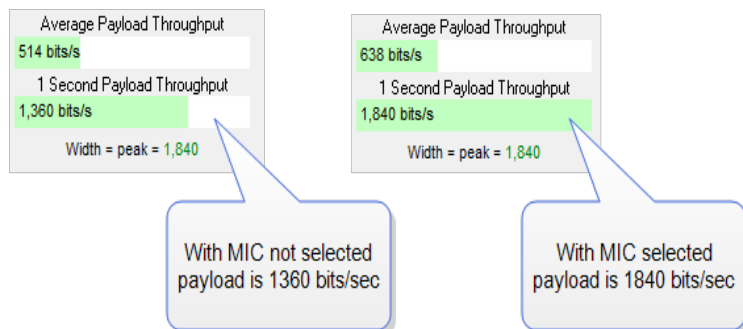 Average Payload Throughput
514 bits/s
1 Second Payload Throughput
1,360 bits/s
Width = peak = 1,840
With MIC not selected
payload is 1360 bits/sec
Average Payload Throughput
638 bits/s
1 Second Payload Throughput
1,840 bits/s
Width = peak = 1,840
With MIC selected
payload is 1840 bits/sec